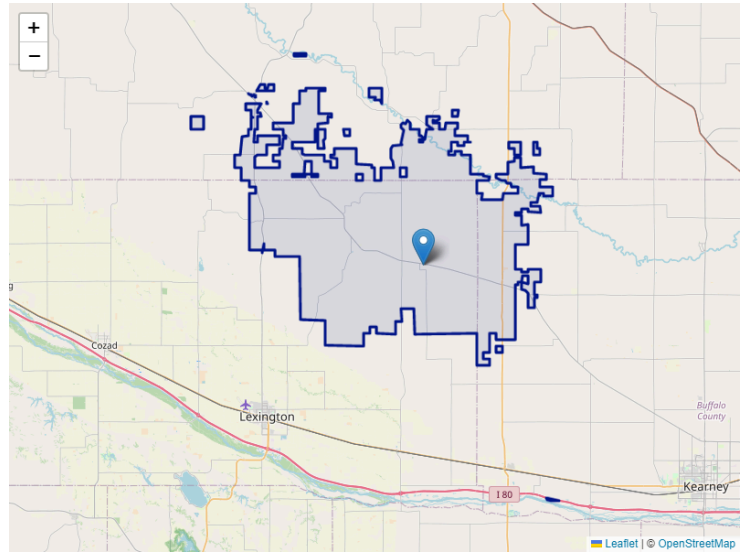 +
−
g
Cozad
Lexington
Buffalo
County
Kearney
I 80
Leaflet | © OpenStreetMap